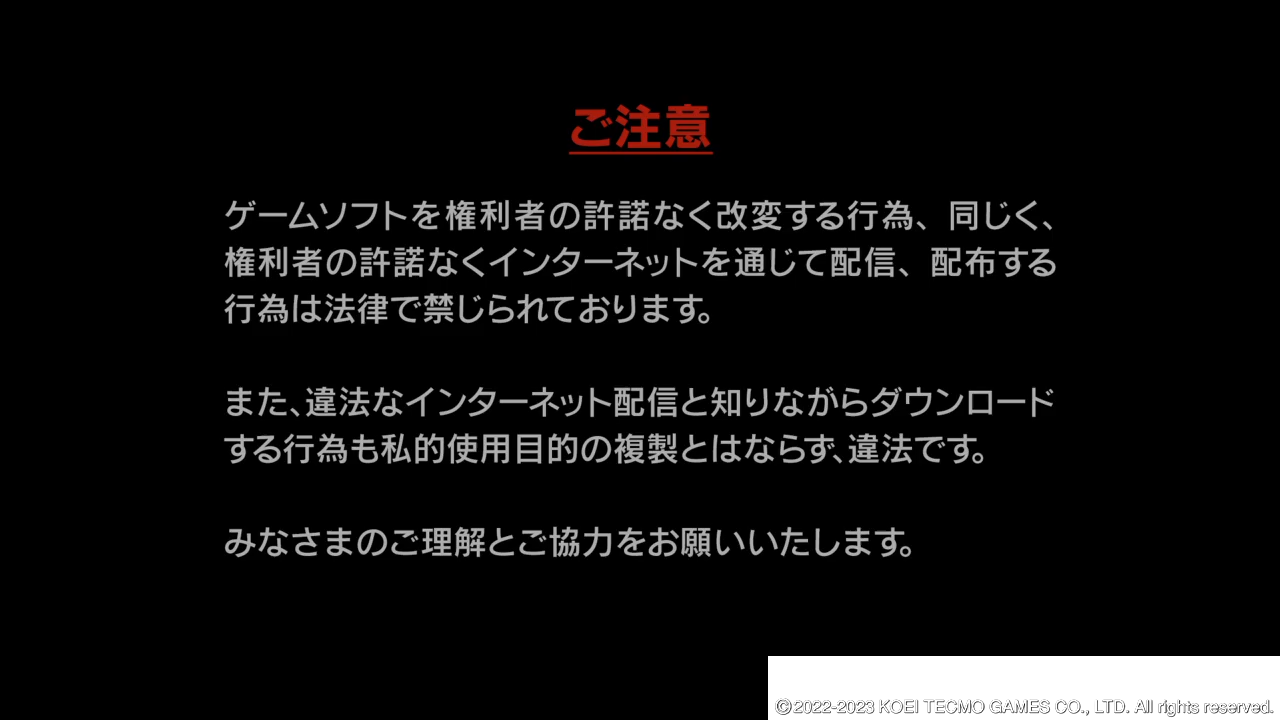 ご注意
ゲームソフトを権利者の許諾なく改変する行為、同じく、
権利者の許諾なくインターネットを通じて配信、配布する
行為は法律で禁じられております。
また、違法なインターネット配信と知りながらダウンロード
する行為も私的使用目的の複製とはならず、違法です。
みなさまのご理解とご協力をお願いいたします。
©2022-2023 KOEI TECMO GAMES CO., LTD. All rights reserved.